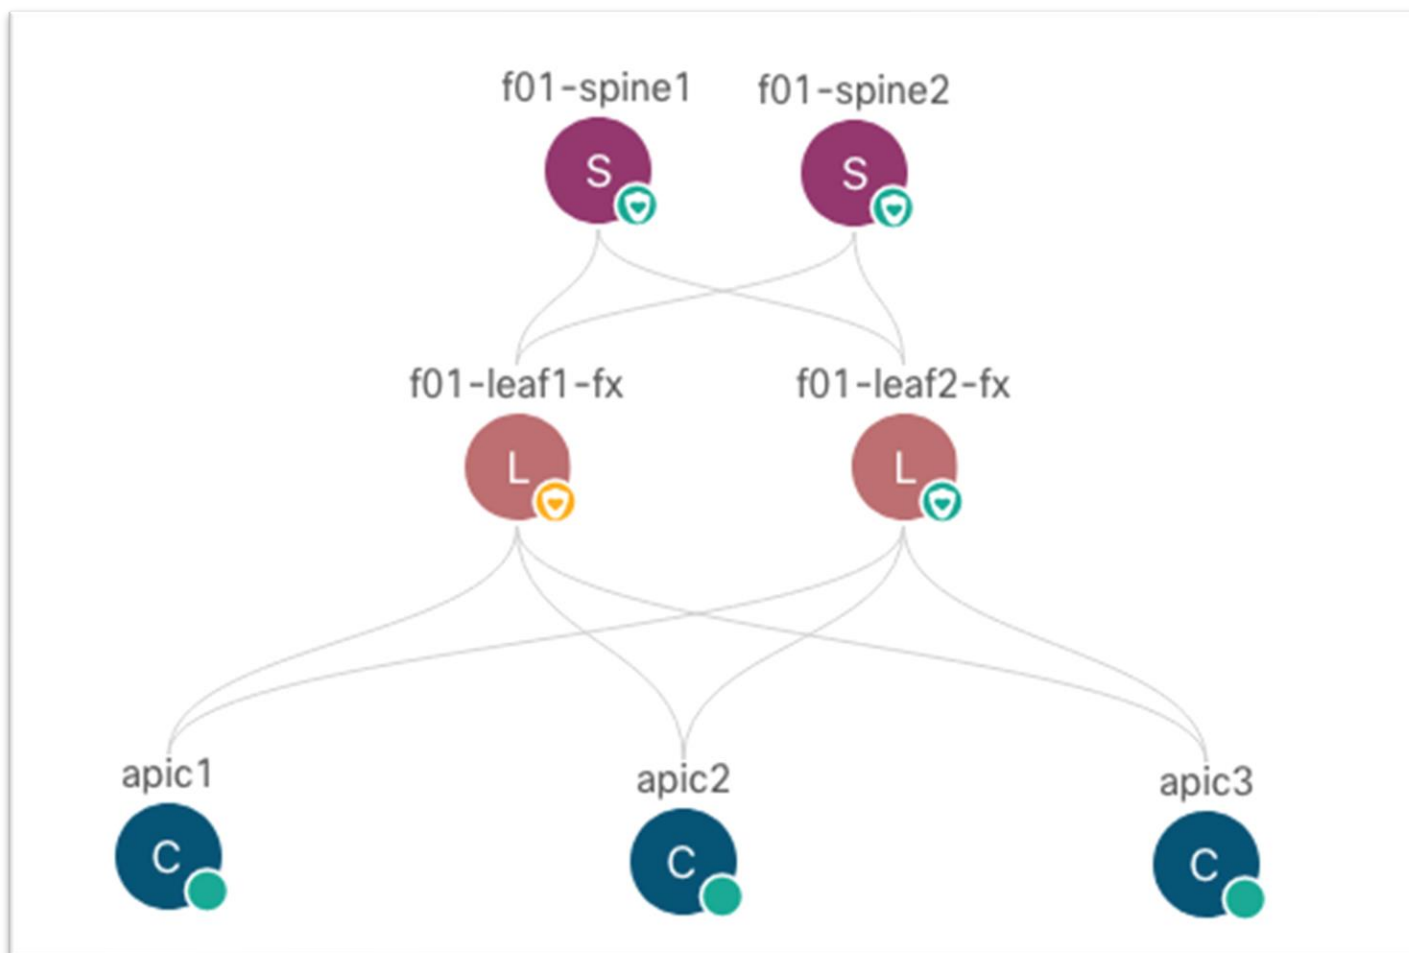 f01-spine1 f01-spine2
S S
f01-leaf1-fx f01-leaf2-fx
L L
apic1 apic2 apic3
C C C